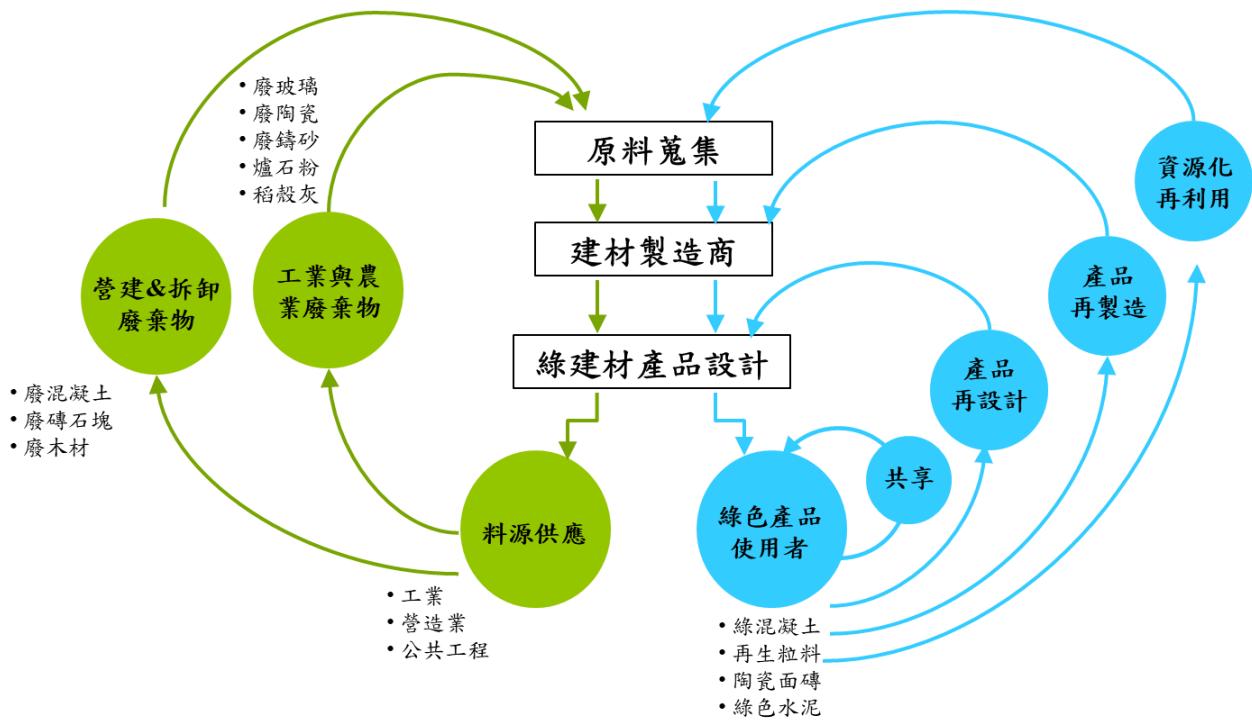 • 廢玻璃
• 廢陶瓷
• 廢鑄砂
• 爐石粉
• 稻殼灰
原料蒐集
資源化
再利用
建材製造商
營建&拆卸
廢棄物
工業與農
業廢棄物
產品
再製造
綠建材產品設計
產品
再設計
• 廢混凝土
• 廢磚石塊
• 廢木材
共享
料源供應
綠色產品
使用者
• 工業
• 營造業
• 公共工程
• 綠混凝土
• 再生粒料
• 陶瓷面磚
• 綠色水泥